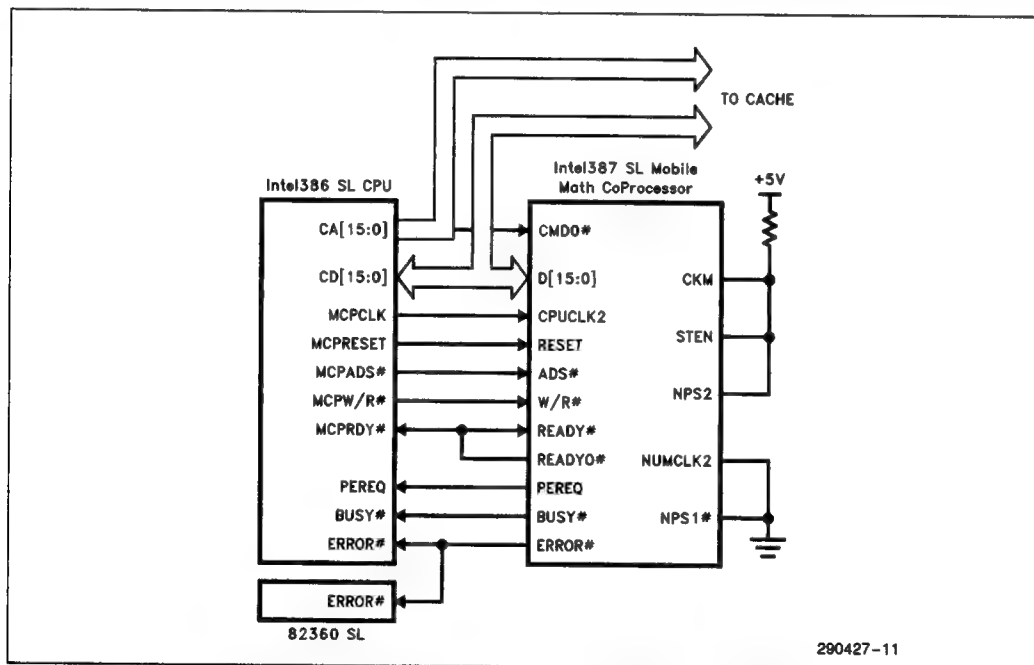 TO CACHE
Intel386 SL CPU
Intel387 SL Mobile
Math CoProcessor
+5V
CA[15:0]
CMD0#
CD[15:0]
D[15:0]
CKM
MCPCLK
CPUCLK2
MCPRESET
RESET
STEN
MCPADS#
ADS#
MCPW/R#
W/R#
NPS2
MCPRDY#
READY#
READYO#
NUMCLK2
PEREQ
PEREQ
BUSY#
BUSY#
NPS1#
ERROR#
ERROR#
ERROR#
82360 SL
290427-11